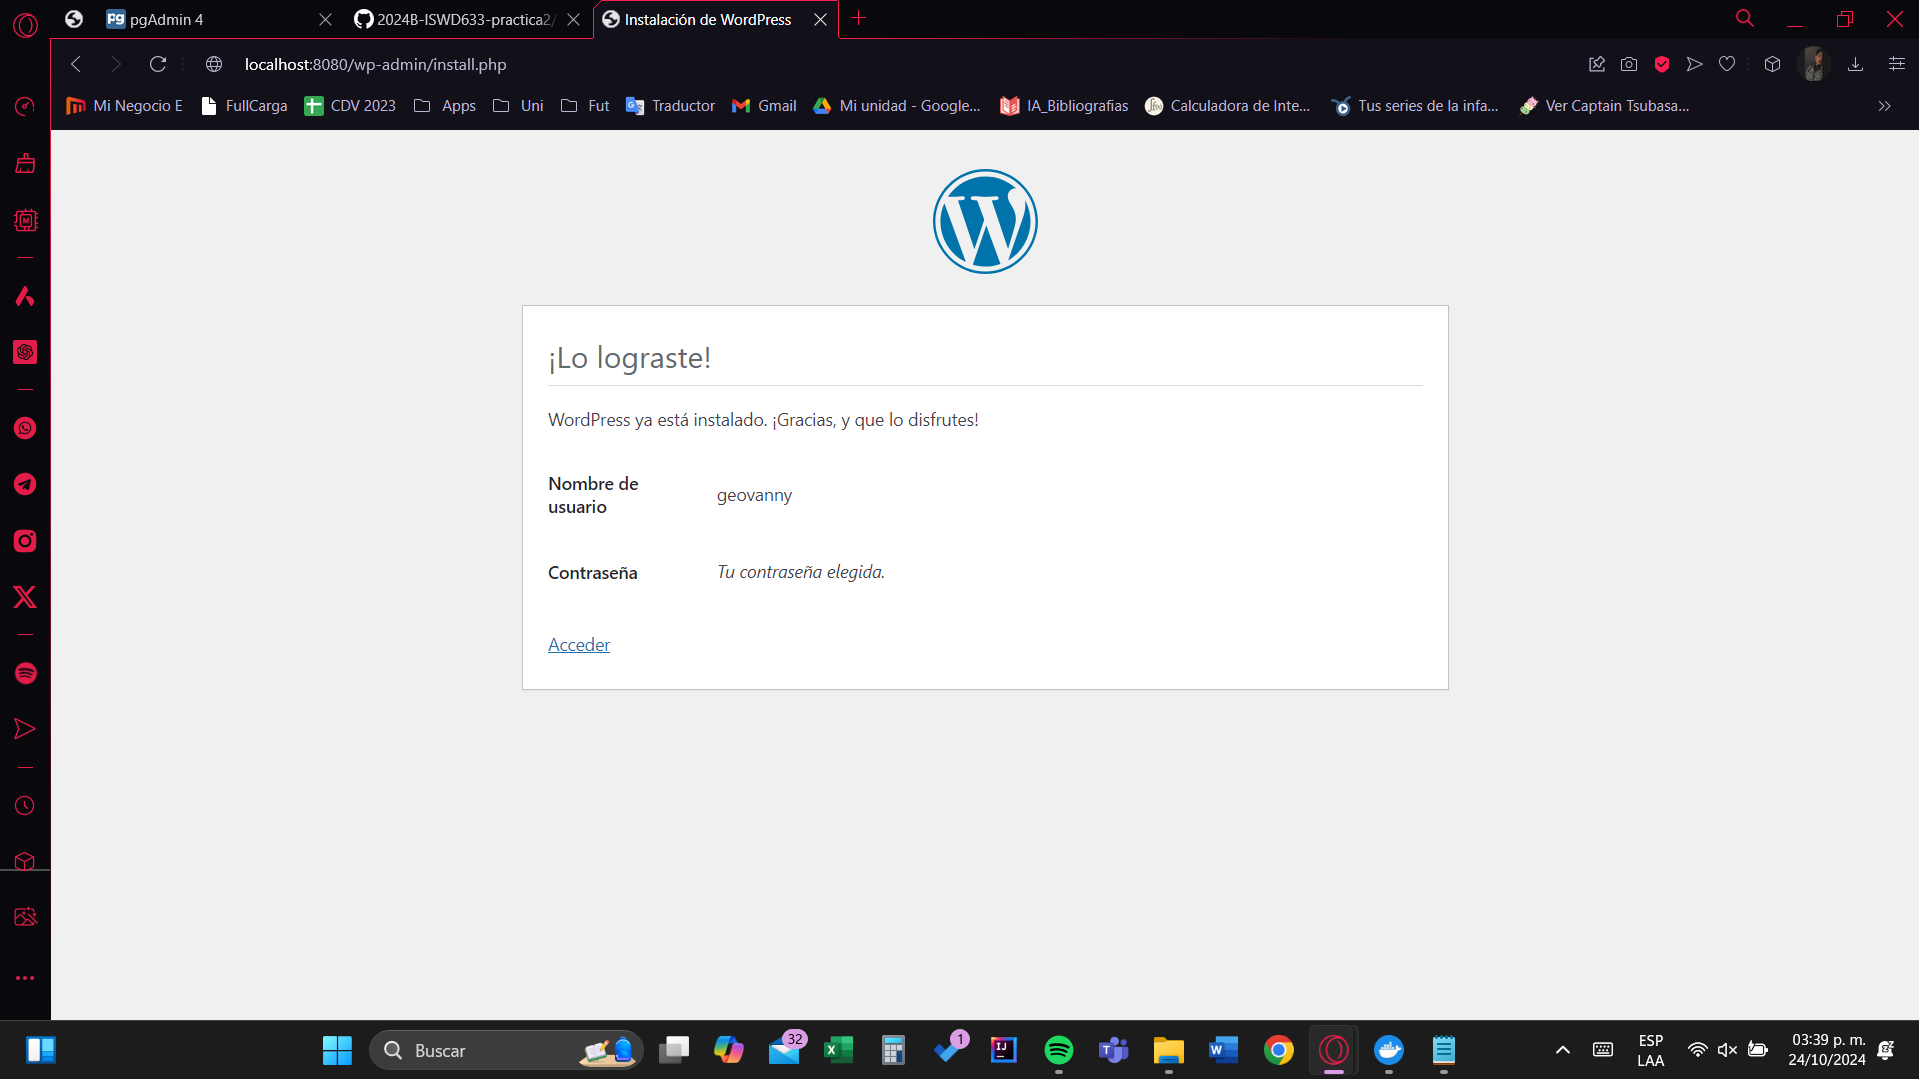 pgAdmin 4
2024B-ISWD633-practica2/
Instalación de WordPress
localhost:8080/wp-admin/install.php
Mi Negocio E
FullCarga
CDV 2023
Apps
Uni
Fut
Traductor
Gmail
Mi unidad - Google...
IA_Bibliografias
Calculadora de Inte...
Tus series de la infa...
Ver Captain Tsubasa...
¡Lo lograste!
WordPress ya está instalado. ¡Gracias, y que lo disfrutes!
Nombre de
usuario
geovanny
Contraseña
Tu contraseña elegida.
Acceder
Buscar
32
1
ESP
LAA
03:39 p. m.
24/10/2024